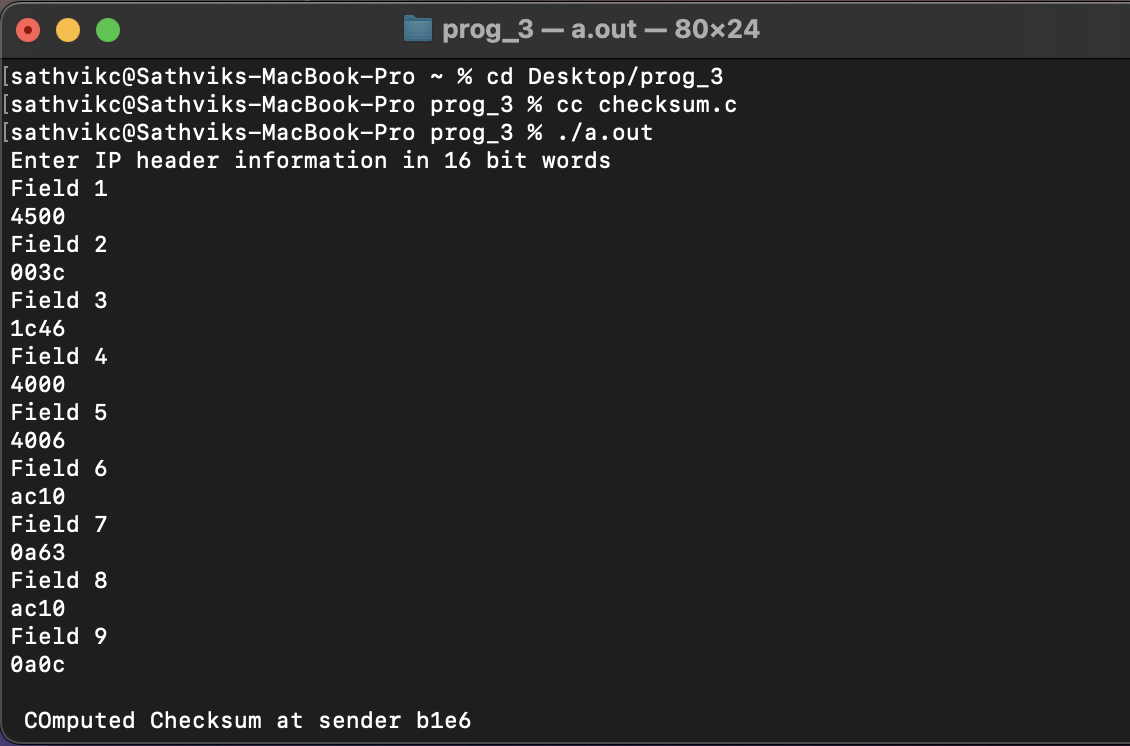 prog_3 — a.out — 80×24
[sathvikc@Sathviks-MacBook-Pro ~ % cd Desktop/prog_3
[sathvikc@Sathviks-MacBook-Pro prog_3 % cc checksum.c
[sathvikc@Sathviks-MacBook-Pro prog_3 % ./a.out
Enter IP header information in 16 bit words
Field 1
4500
Field 2
003c
Field 3
1c46
Field 4
4000
Field 5
4006
Field 6
ac10
Field 7
0a63
Field 8
ac10
Field 9
0a0c
COmputed Checksum at sender b1e6